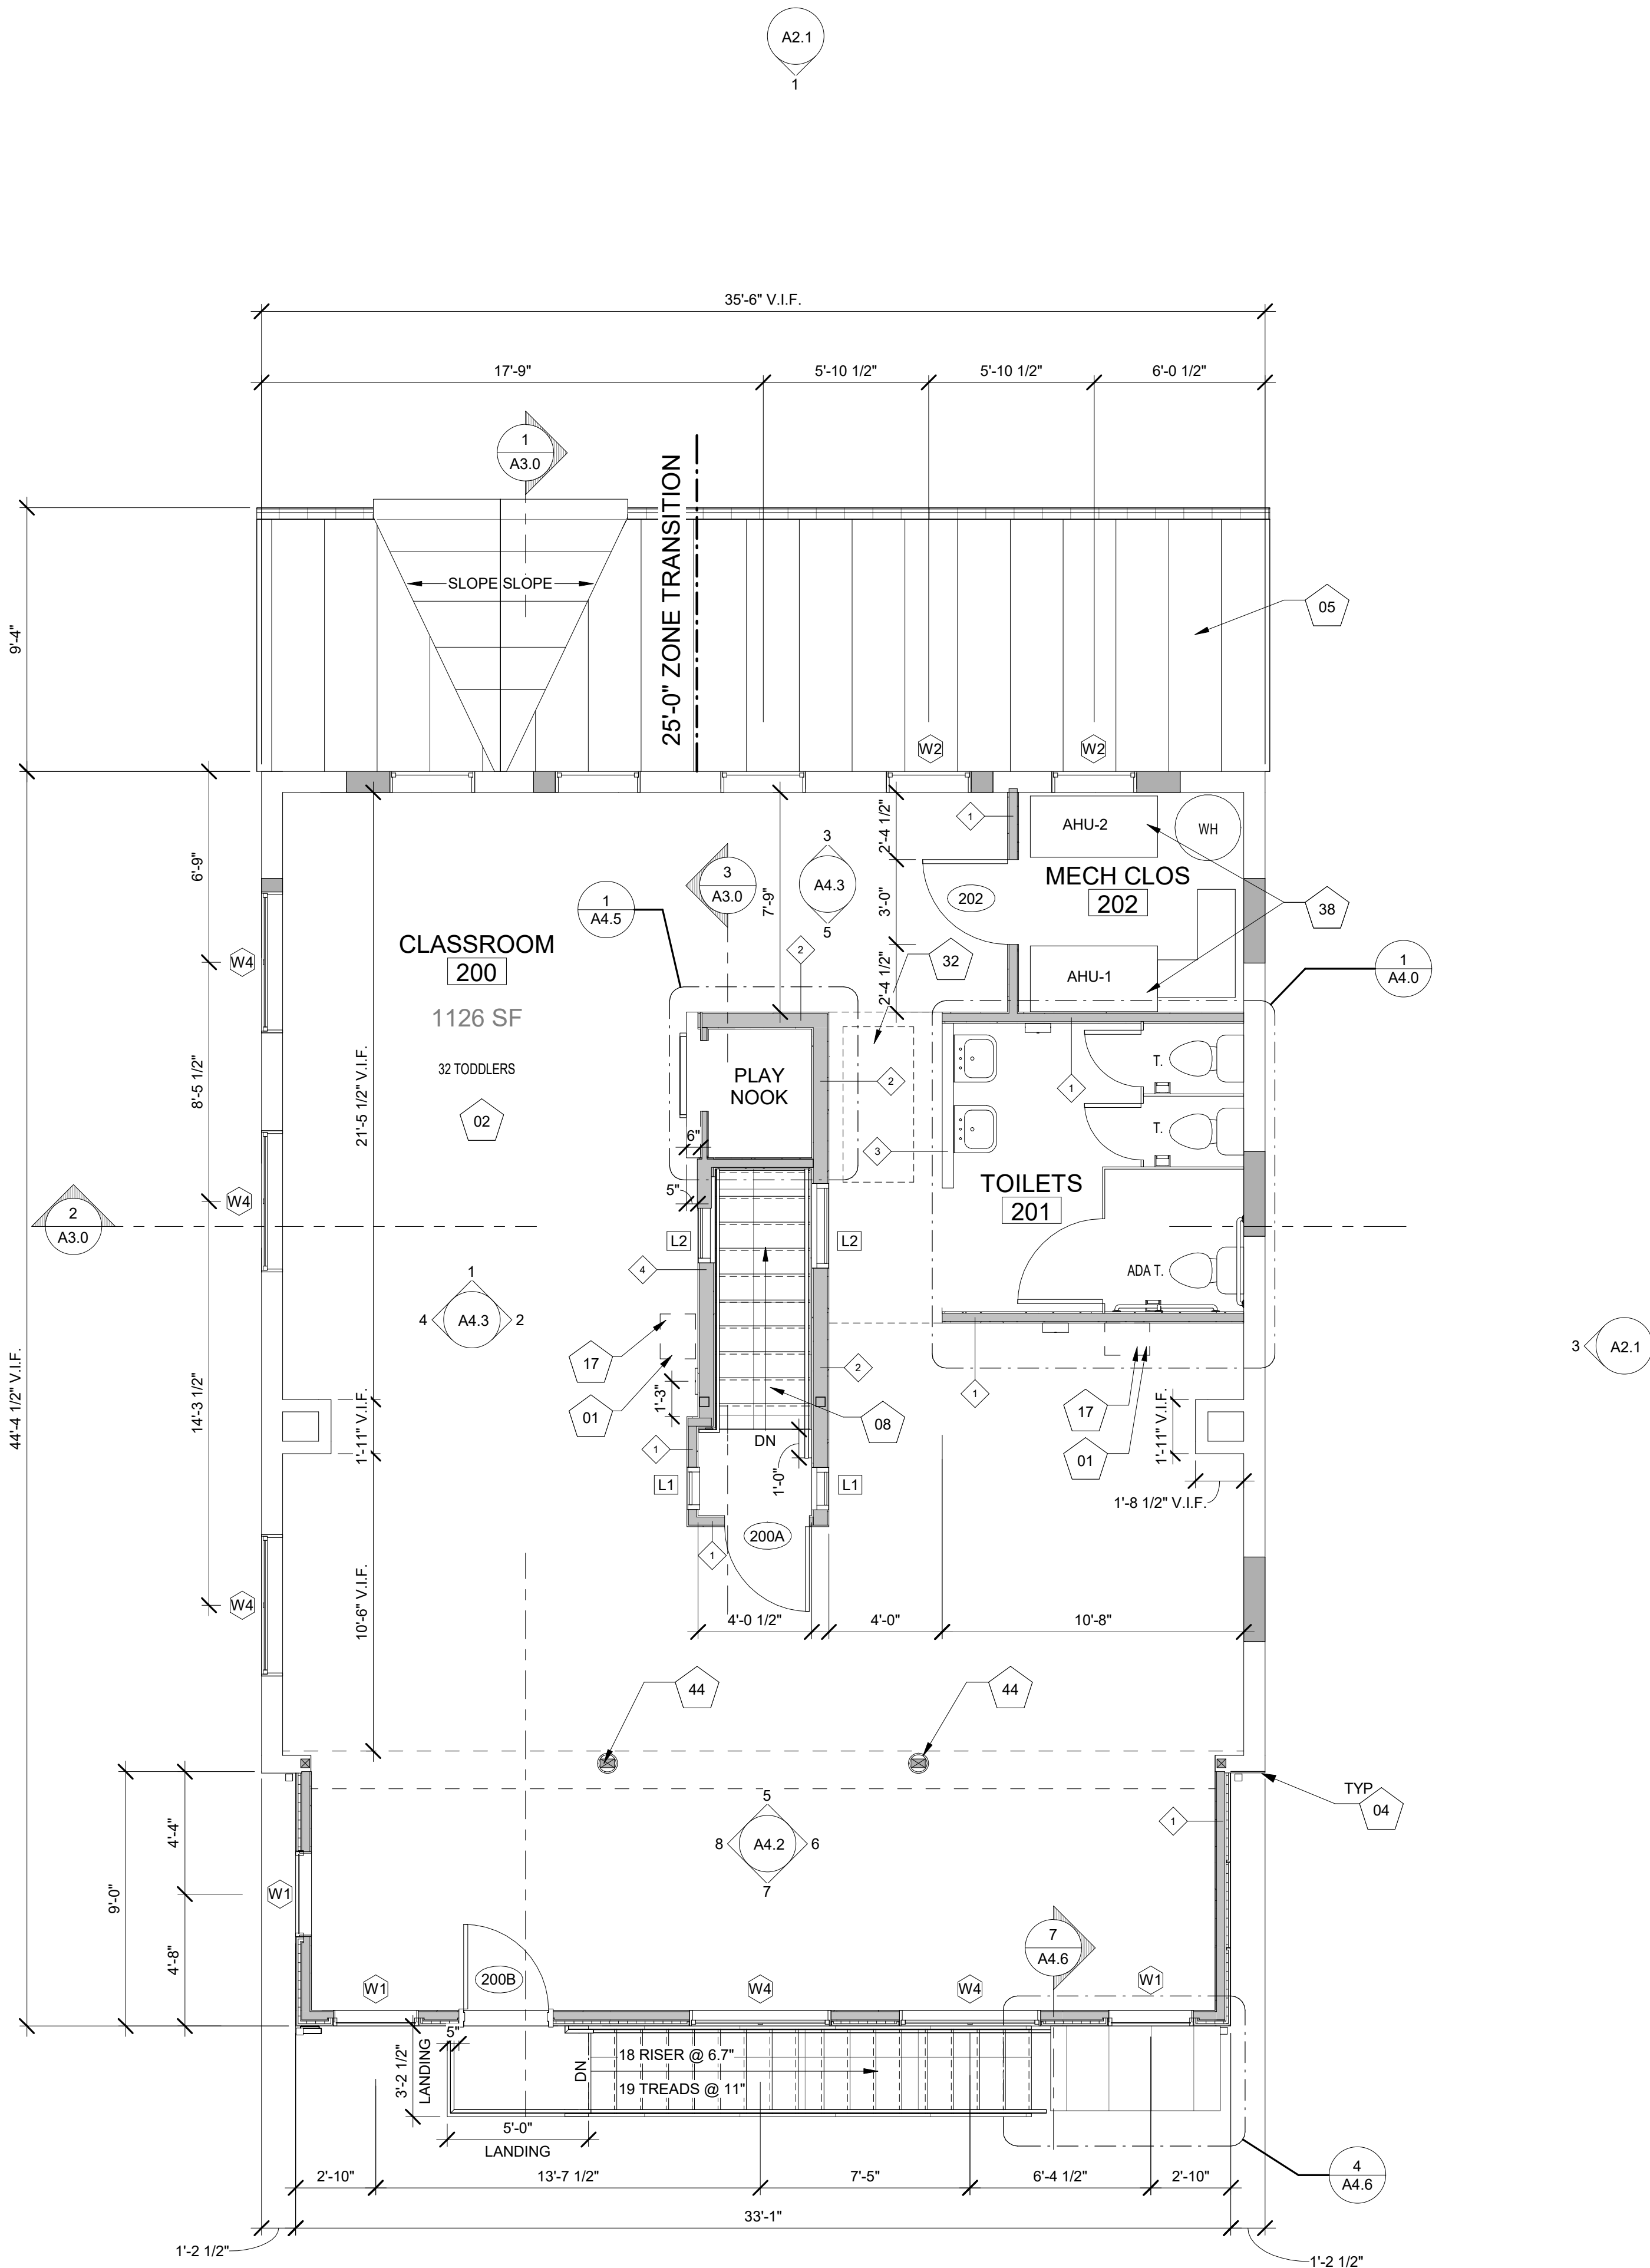 A2.1
1
35'-6" V.I.F.
17'-9"
5'-10 1/2"
5'-10 1/2"
6'-0 1/2"
1
A3.0
25'-0" ZONE TRANSITION
SLOPE SLOPE
05
9'-4"
W2
W2
6'-9"
2'-4 1/2"
1
AHU-2
WH
3
A4.3
5
3
A3.0
7'-9"
MECH CLOS
202
202
3'-0"
38
1
A4.5
CLASSROOM
200
1126 SF
32 TODDLERS
02
W4
2
32
2'-4 1/2"
AHU-1
1
A4.0
8'-5 1/2"
21'-5 1/2" V.I.F.
PLAY
NOOK
2
T.
1
T.
6"
3
5"
TOILETS
201
W4
2
A3.0
L2
L2
4
ADA T.
1
4
A4.3
2
3
A2.1
44'-4 1/2" V.I.F.
14'-3 1/2"
17
01
2
1
1'-3"
08
17
01
1'-11" V.I.F.
1'-11" V.I.F.
DN
1
1'-0"
L1
L1
1'-8 1/2" V.I.F.
200A
1
10'-6" V.I.F.
W4
4'-0 1/2"
4'-0"
10'-8"
44
44
TYP
04
1
4'-4"
9'-0"
5
8
A4.2
6
7
W1
4'-8"
7
A4.6
W1
200B
W4
W4
W1
5"
3'-2 1/2"
LANDING
DN
18 RISER @ 6.7"
19 TREADS @ 11"
5'-0"
LANDING
4
A4.6
2'-10"
13'-7 1/2"
7'-5"
6'-4 1/2"
2'-10"
33'-1"
1'-2 1/2"
1'-2 1/2"